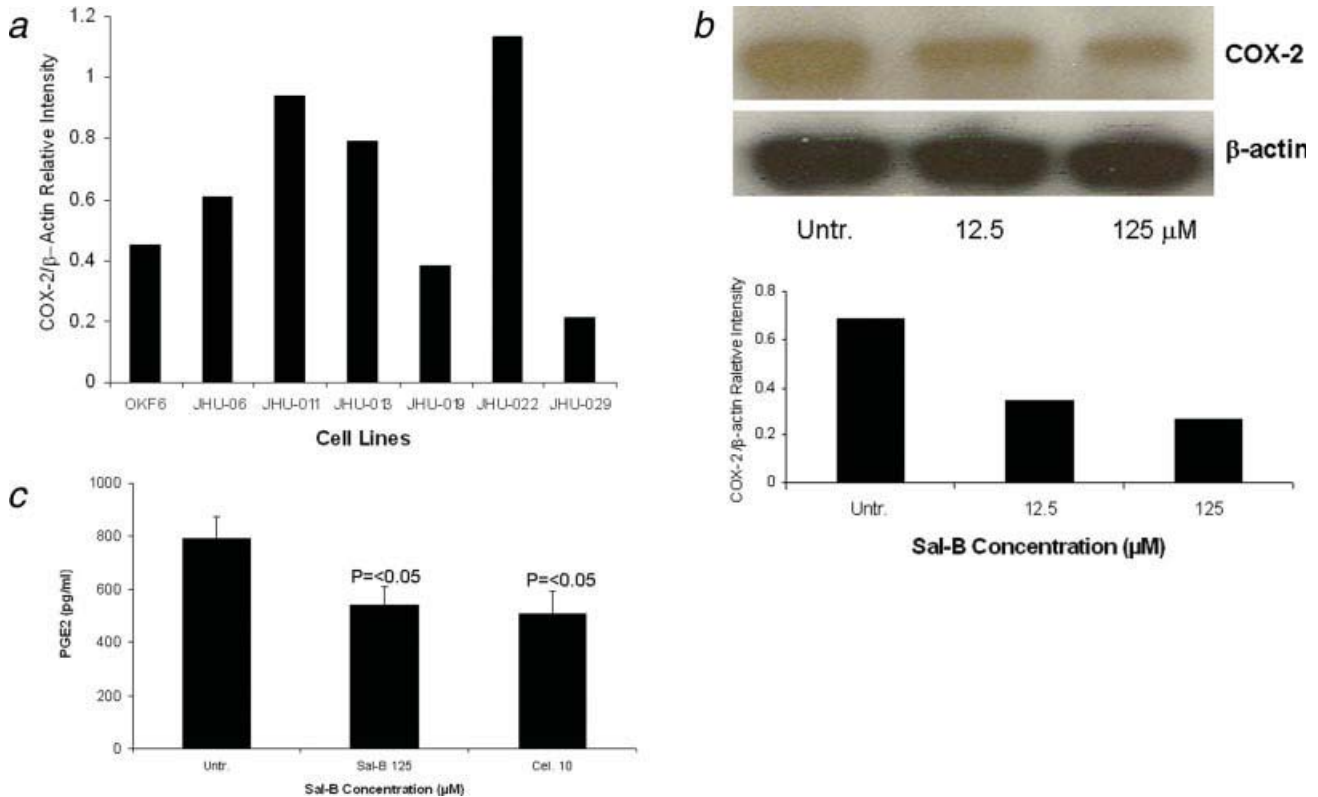 a
COX-2/β– Actin Relative Intensity
1.2
1
0.8
0.6
0.4
0.2
0
OKF6 JHU-06 JHU-011 JHU-013 JHU-019 JHU-022 JHU-029
Cell Lines
b
COX-2
β-actin
Untr. 12.5 125 µM
COX-2/β-actin Raletive Intensity
0.8
0.6
0.4
0.2
0
Untr. 12.5 125
Sal-B Concentration (µM)
c
PGE2 (pg/ml)
1000
800
600
400
200
0
P=<0.05 P=<0.05
Untr. Sal-B 125 Cel. 10
Sal-B Concentration (µM)